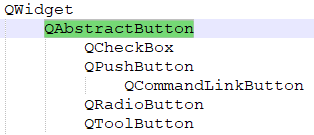 QWidget
QAbstractButton
QCheckBox
QPushButton
QCommandLinkButton
QRadioButton
QToolButton